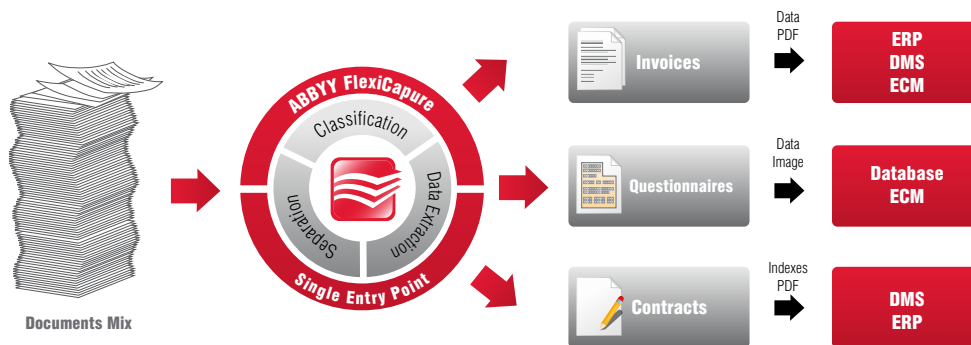 Documents Mix
ABBYY FlexiCapure
Classification
Separation
Data Extraction
Single Entry Point
Invoices
Data
PDF
ERP
DMS
ECM
Questionnaires
Data
Image
Database
ECM
Contracts
Indexes
PDF
DMS
ERP